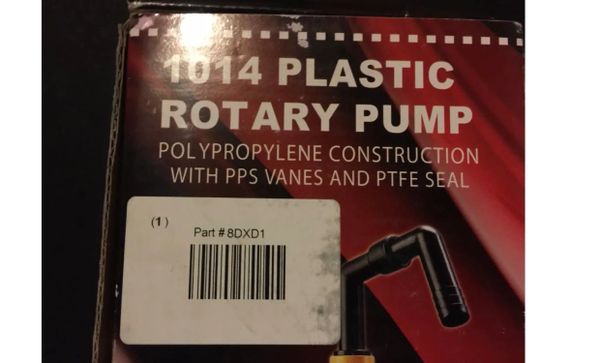 1014 PLASTIC
ROTARY PUMP
POLYPROPYLENE CONSTRUCTION
WITH PPS VANES AND PTFE SEAL
(1)
Part # 8DXD1